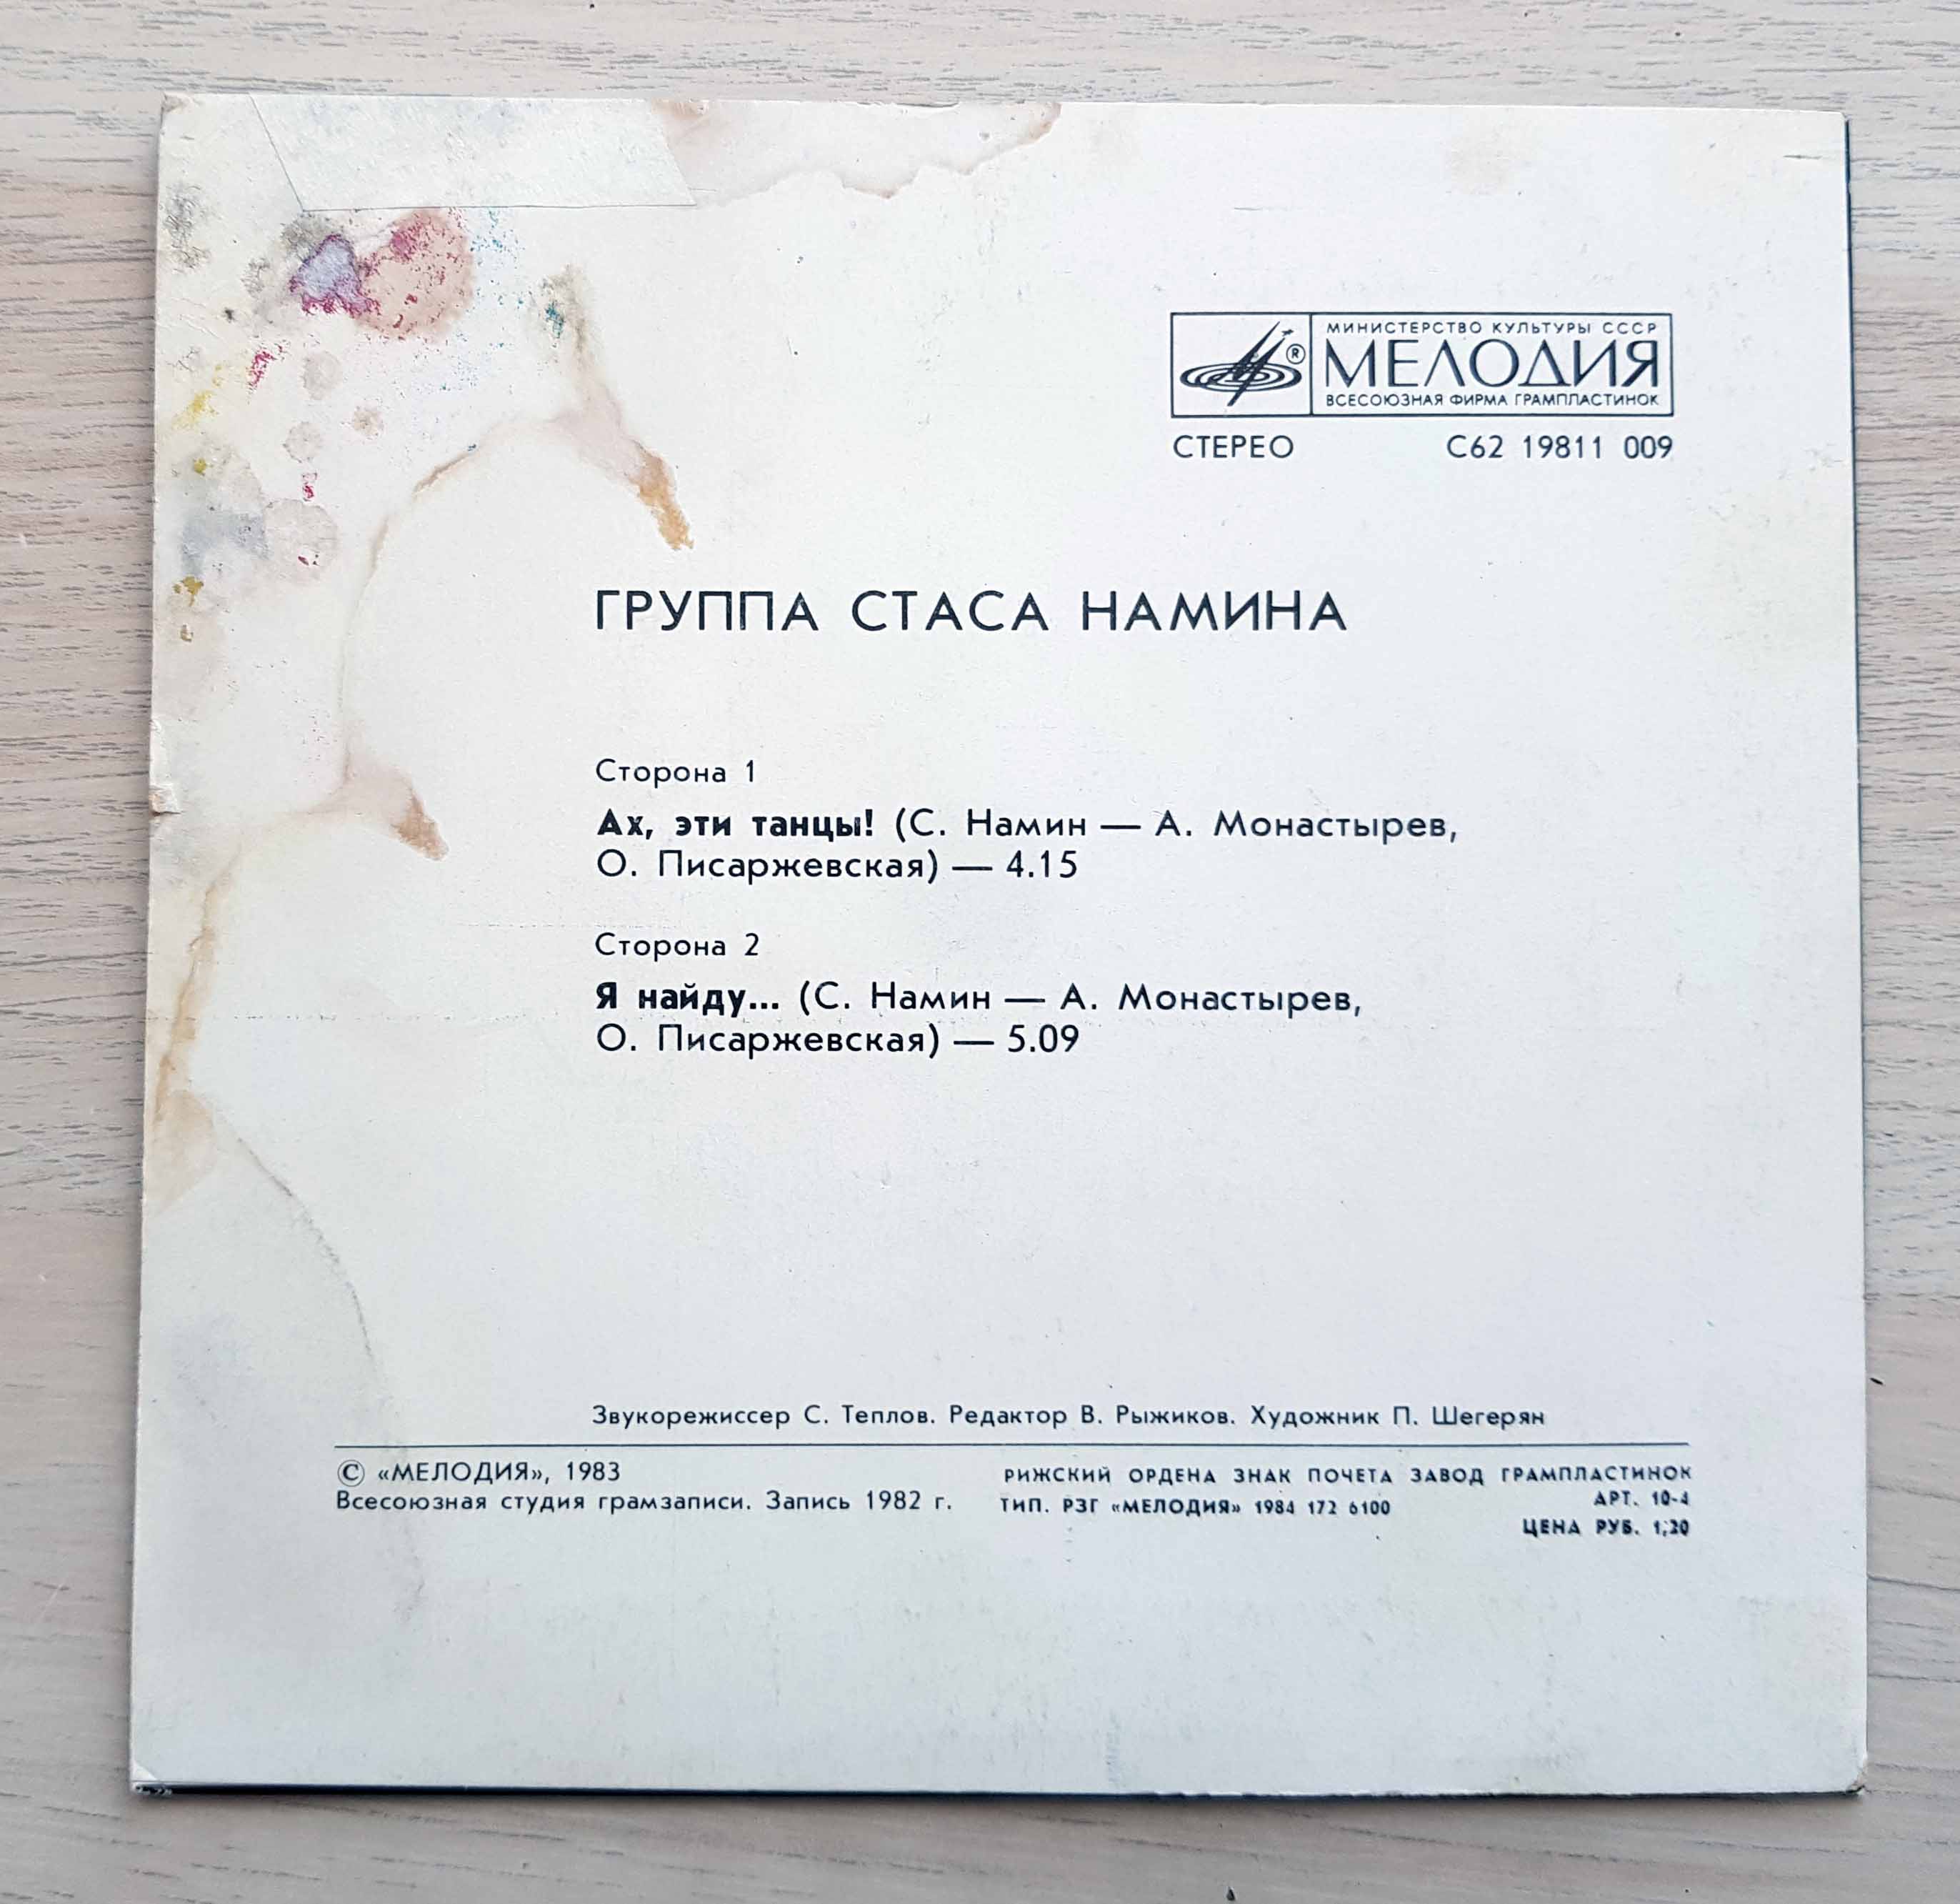 МИНИСТЕРСТВО КУЛЬТУРЫ СССР
МЕЛОДИЯ
ВСЕСОЮЗНАЯ ФИРМА ГРАМПЛАСТИНОК
®
СТЕРЕО С62 19811 009
ГРУППА СТАСА НАМИНА
Сторона 1
Ах, эти танцы! (С. Намин — А. Монастырев,
О. Писаржевская) — 4.15
Сторона 2
Я найду... (С. Намин — А. Монастырев,
О. Писаржевская) — 5.09
Звукорежиссер С. Теплов. Редактор В. Рыжиков. Художник П. Шегерян
© «МЕЛОДИЯ», 1983
Всесоюзная студия грамзаписи. Запись 1982 г.
РИЖСКИЙ ОРДЕНА ЗНАК ПОЧЕТА ЗАВОД ГРАМПЛАСТИНОК
АРТ. 10-4
ТИП. РЗГ «МЕЛОДИЯ» 1984 172 6100
ЦЕНА РУБ. 1,20